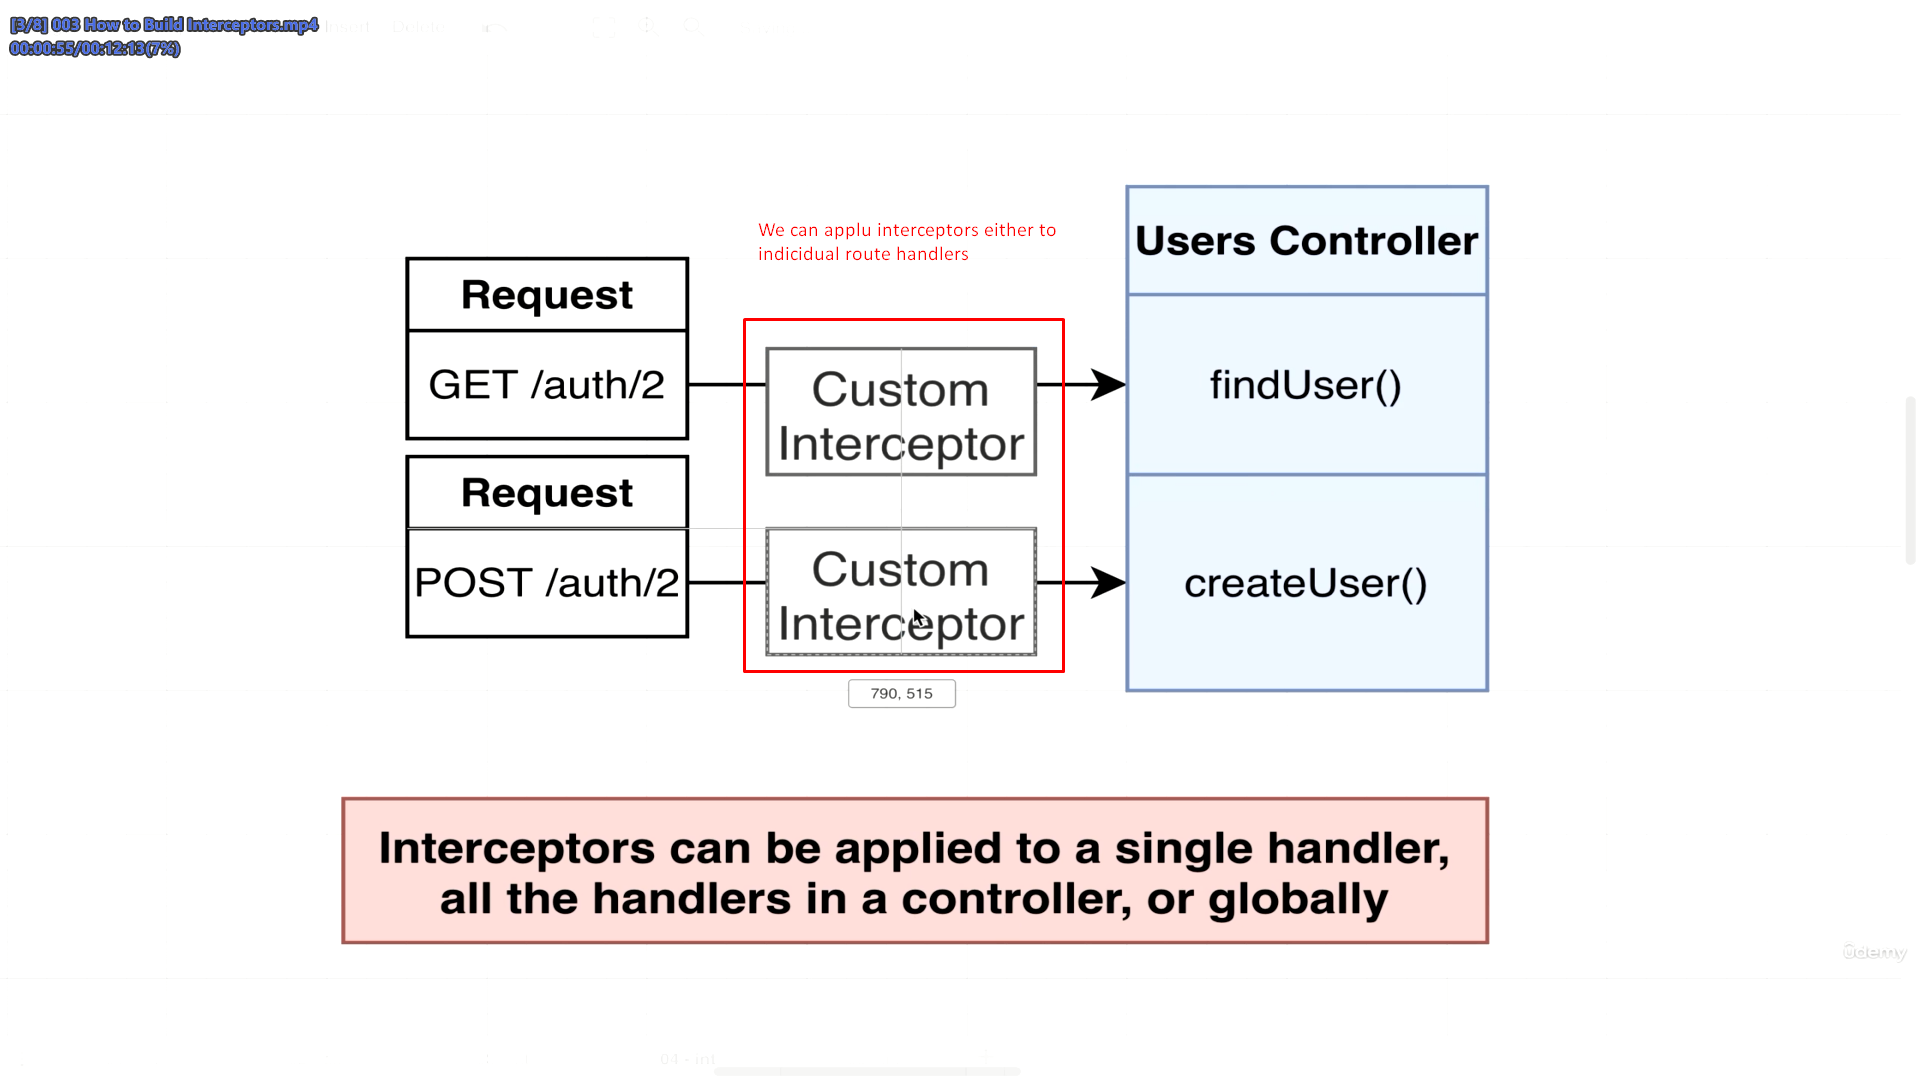 [3/8] 003 How to Build Interceptors.mp4
00:00:55/00:12:13(7%)
Delete
We can applu interceptors either to
indicidual route handlers
Users Controller
Request
GET /auth/2
Custom
Interceptor
findUser()
Request
POST /auth/2
Custom
Interceptor
createUser()
790, 515
Interceptors can be applied to a single handler,
all the handlers in a controller, or globally
ûdemy